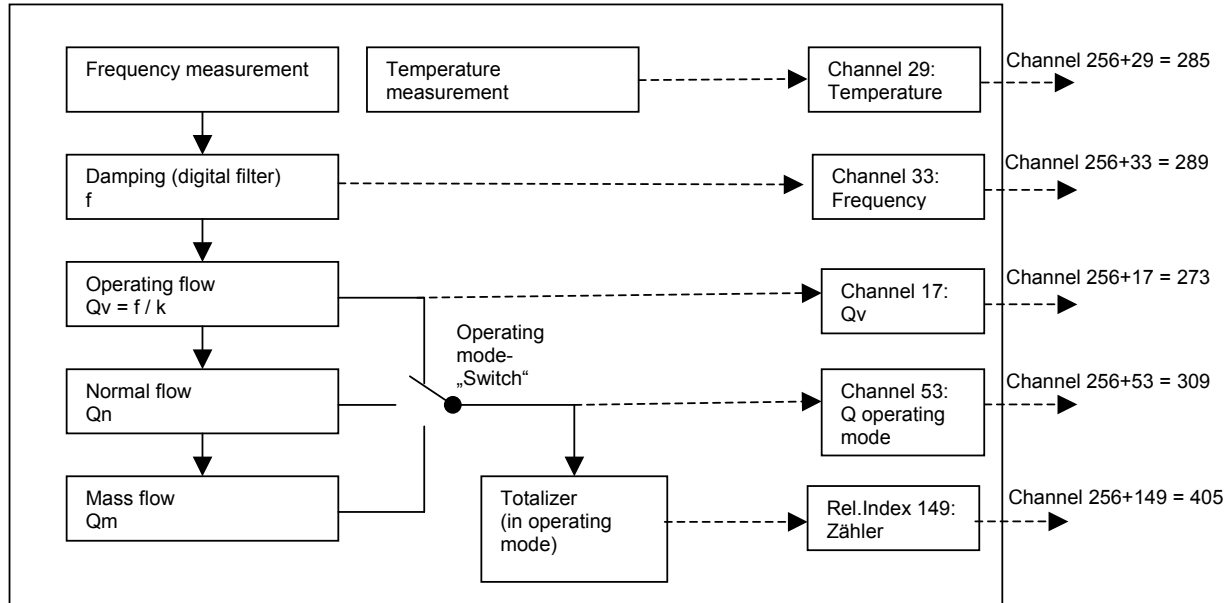 Frequency measurement
Temperature
measurement
Channel 29:
Temperature
Channel 256+29 = 285
Damping (digital filter)
f
Channel 33:
Frequency
Channel 256+33 = 289
Operating flow
Qv = f / k
Channel 17:
Qv
Channel 256+17 = 273
Operating
mode-
„Switch“
Normal flow
Qn
Channel 53:
Q operating
mode
Channel 256+53 = 309
Mass flow
Qm
Totalizer
(in operating
mode)
Rel.Index 149:
Zähler
Channel 256+149 = 405